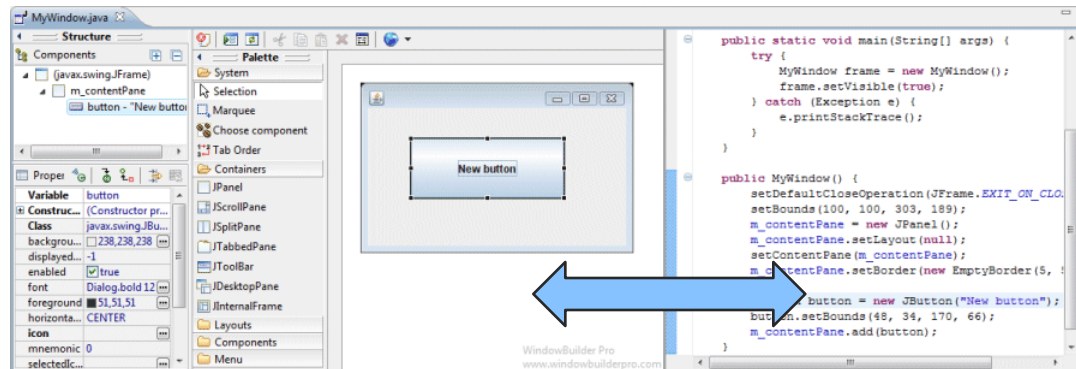 MyWindow.java
Structure
Components
(javax.swing.JFrame)
m_contentPane
button - "New butto
Proper
Variable button
Construc... (Constructor pr...
Class javax.swing.JBu...
backgrou... 238,238,238
displayed... -1
enabled true
font Dialog.bold 12
foreground 51,51,51
horizonta... CENTER
icon
mnemonic 0
selectedIc...
Palette
System
Selection
Marquee
Choose component
Tab Order
Containers
JPanel
JScrollPane
JSplitPane
JTabbedPane
JToolBar
JDesktopPane
JInternalFrame
Layouts
Components
Menu
New button
WindowBuilder Pro
www.windowbuilderpro.com
public static void main(String[] args) {
try {
MyWindow frame = new MyWindow();
frame.setVisible(true);
} catch (Exception e) {
e.printStackTrace();
}
}
public MyWindow() {
setDefaultCloseOperation(JFrame.EXIT_ON_CLO
setBounds(100, 100, 303, 189);
m_contentPane = new JPanel();
m_contentPane.setLayout(null);
setContentPane(m_contentPane);
m_contentPane.setBorder(new EmptyBorder(5,
button = new JButton("New button");
button.setBounds(48, 34, 170, 66);
m_contentPane.add(button);
}